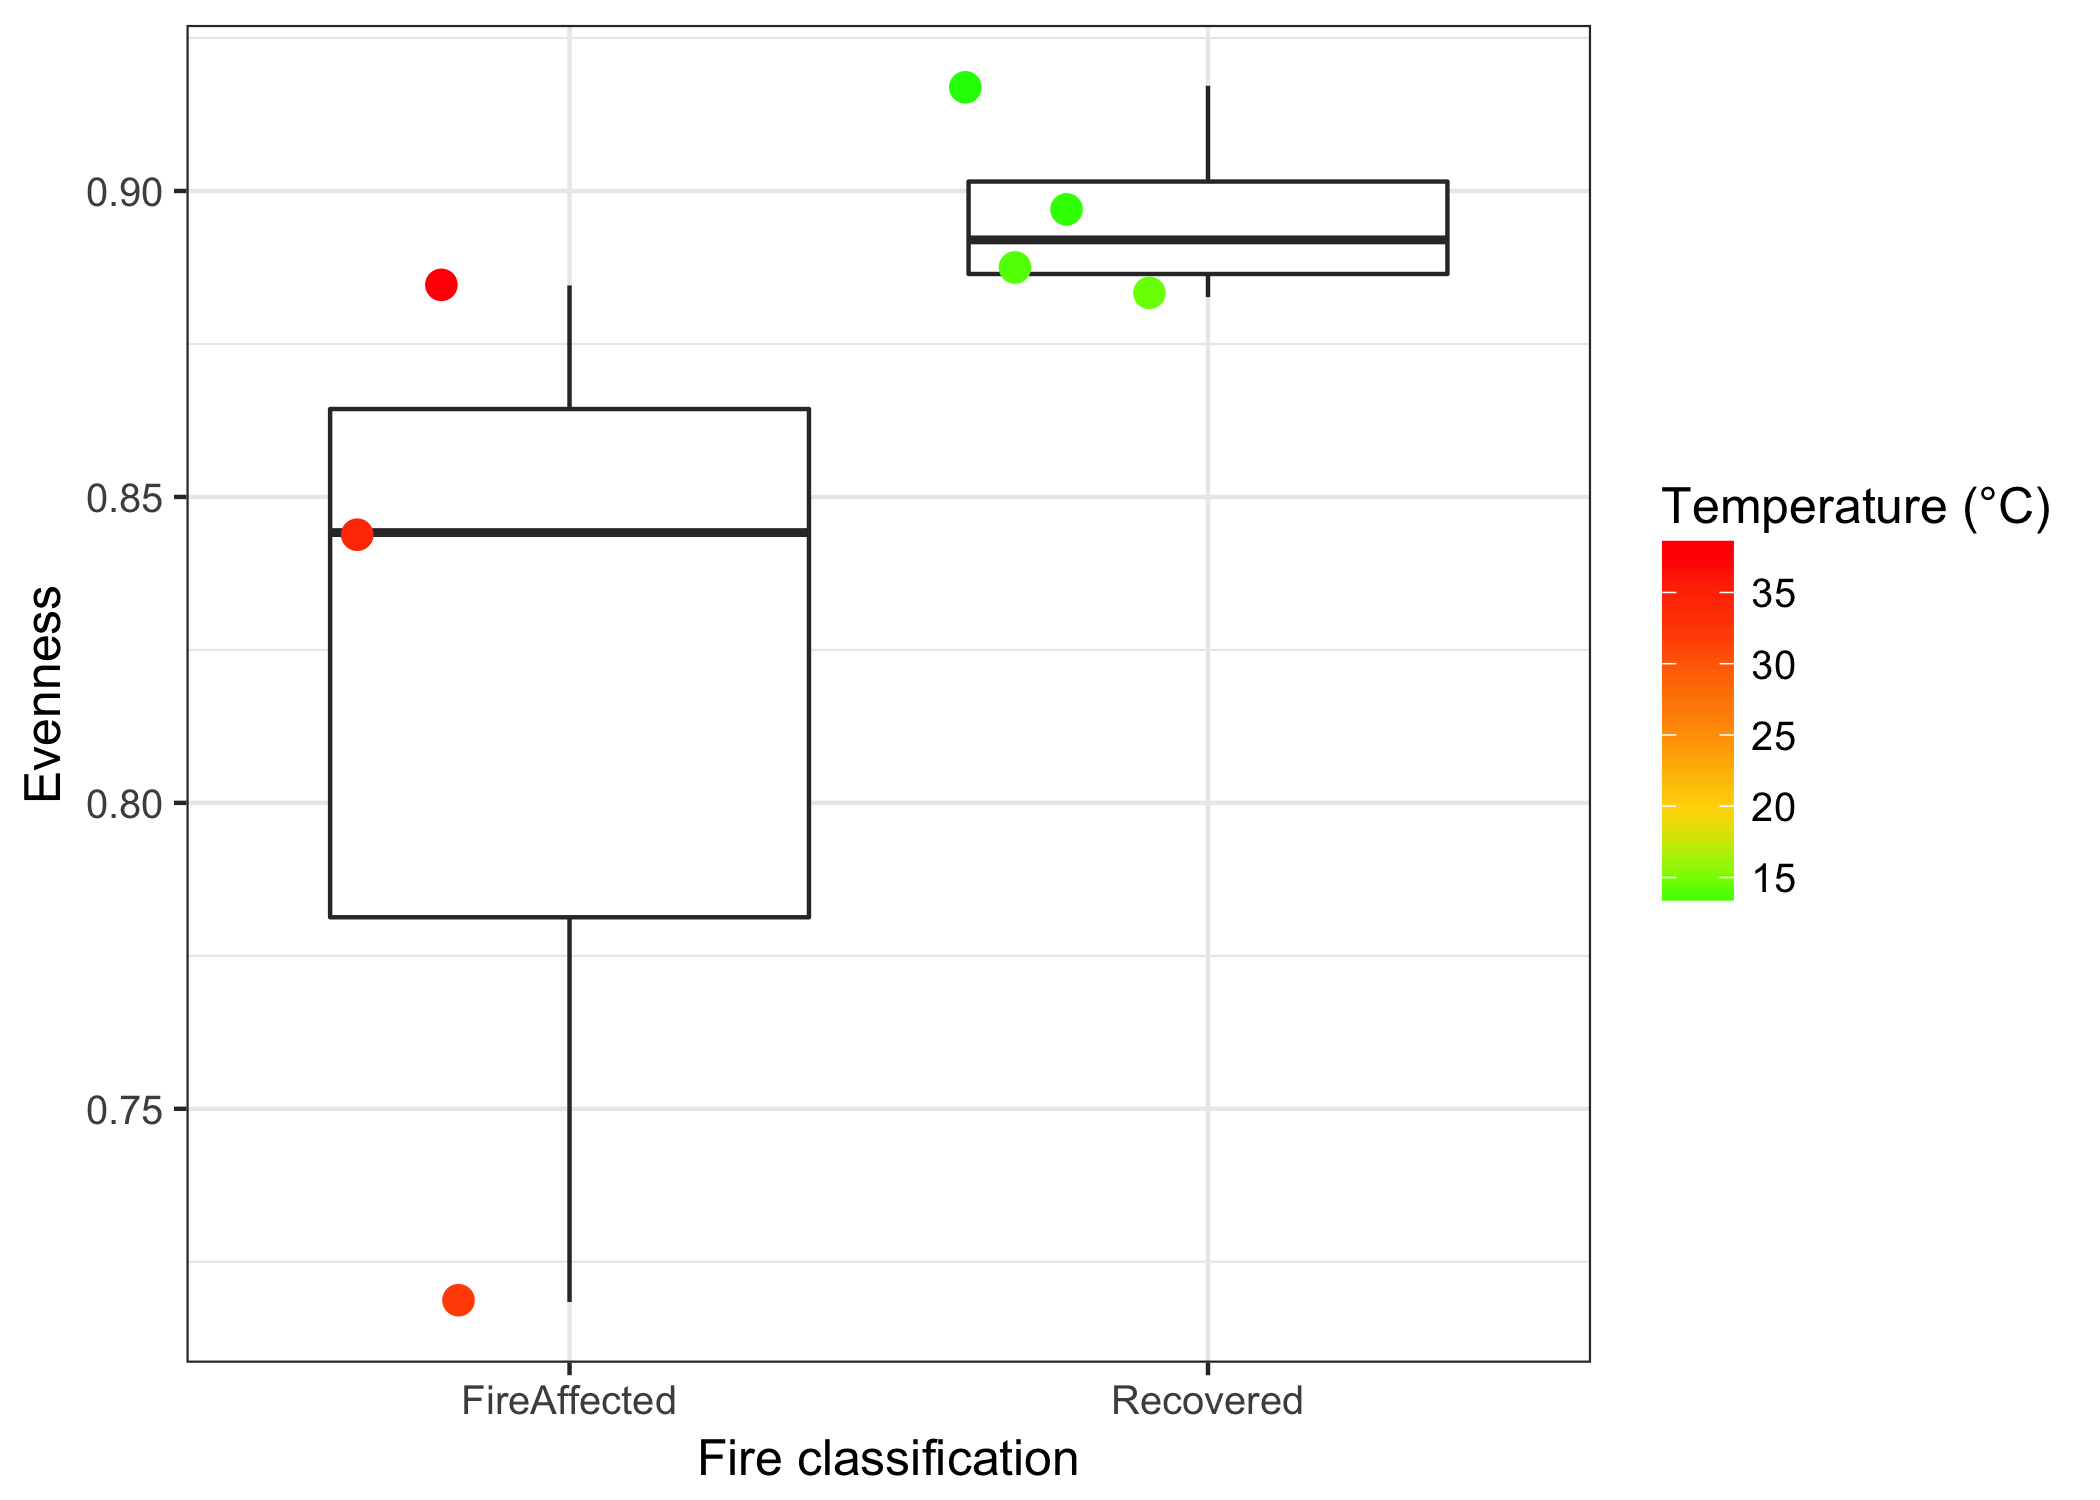 Evenness
0.90
0.85
0.80
0.75
FireAffected
Recovered
Fire classification
Temperature (°C)
35
30
25
20
15